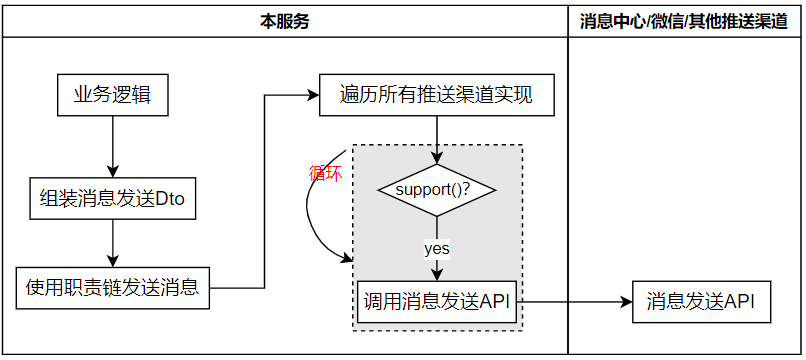 本服务
消息中心/微信/其他推送渠道
业务逻辑
组装消息发送Dto
使用职责链发送消息
遍历所有推送渠道实现
循环
support()?
yes
调用消息发送API
消息发送API